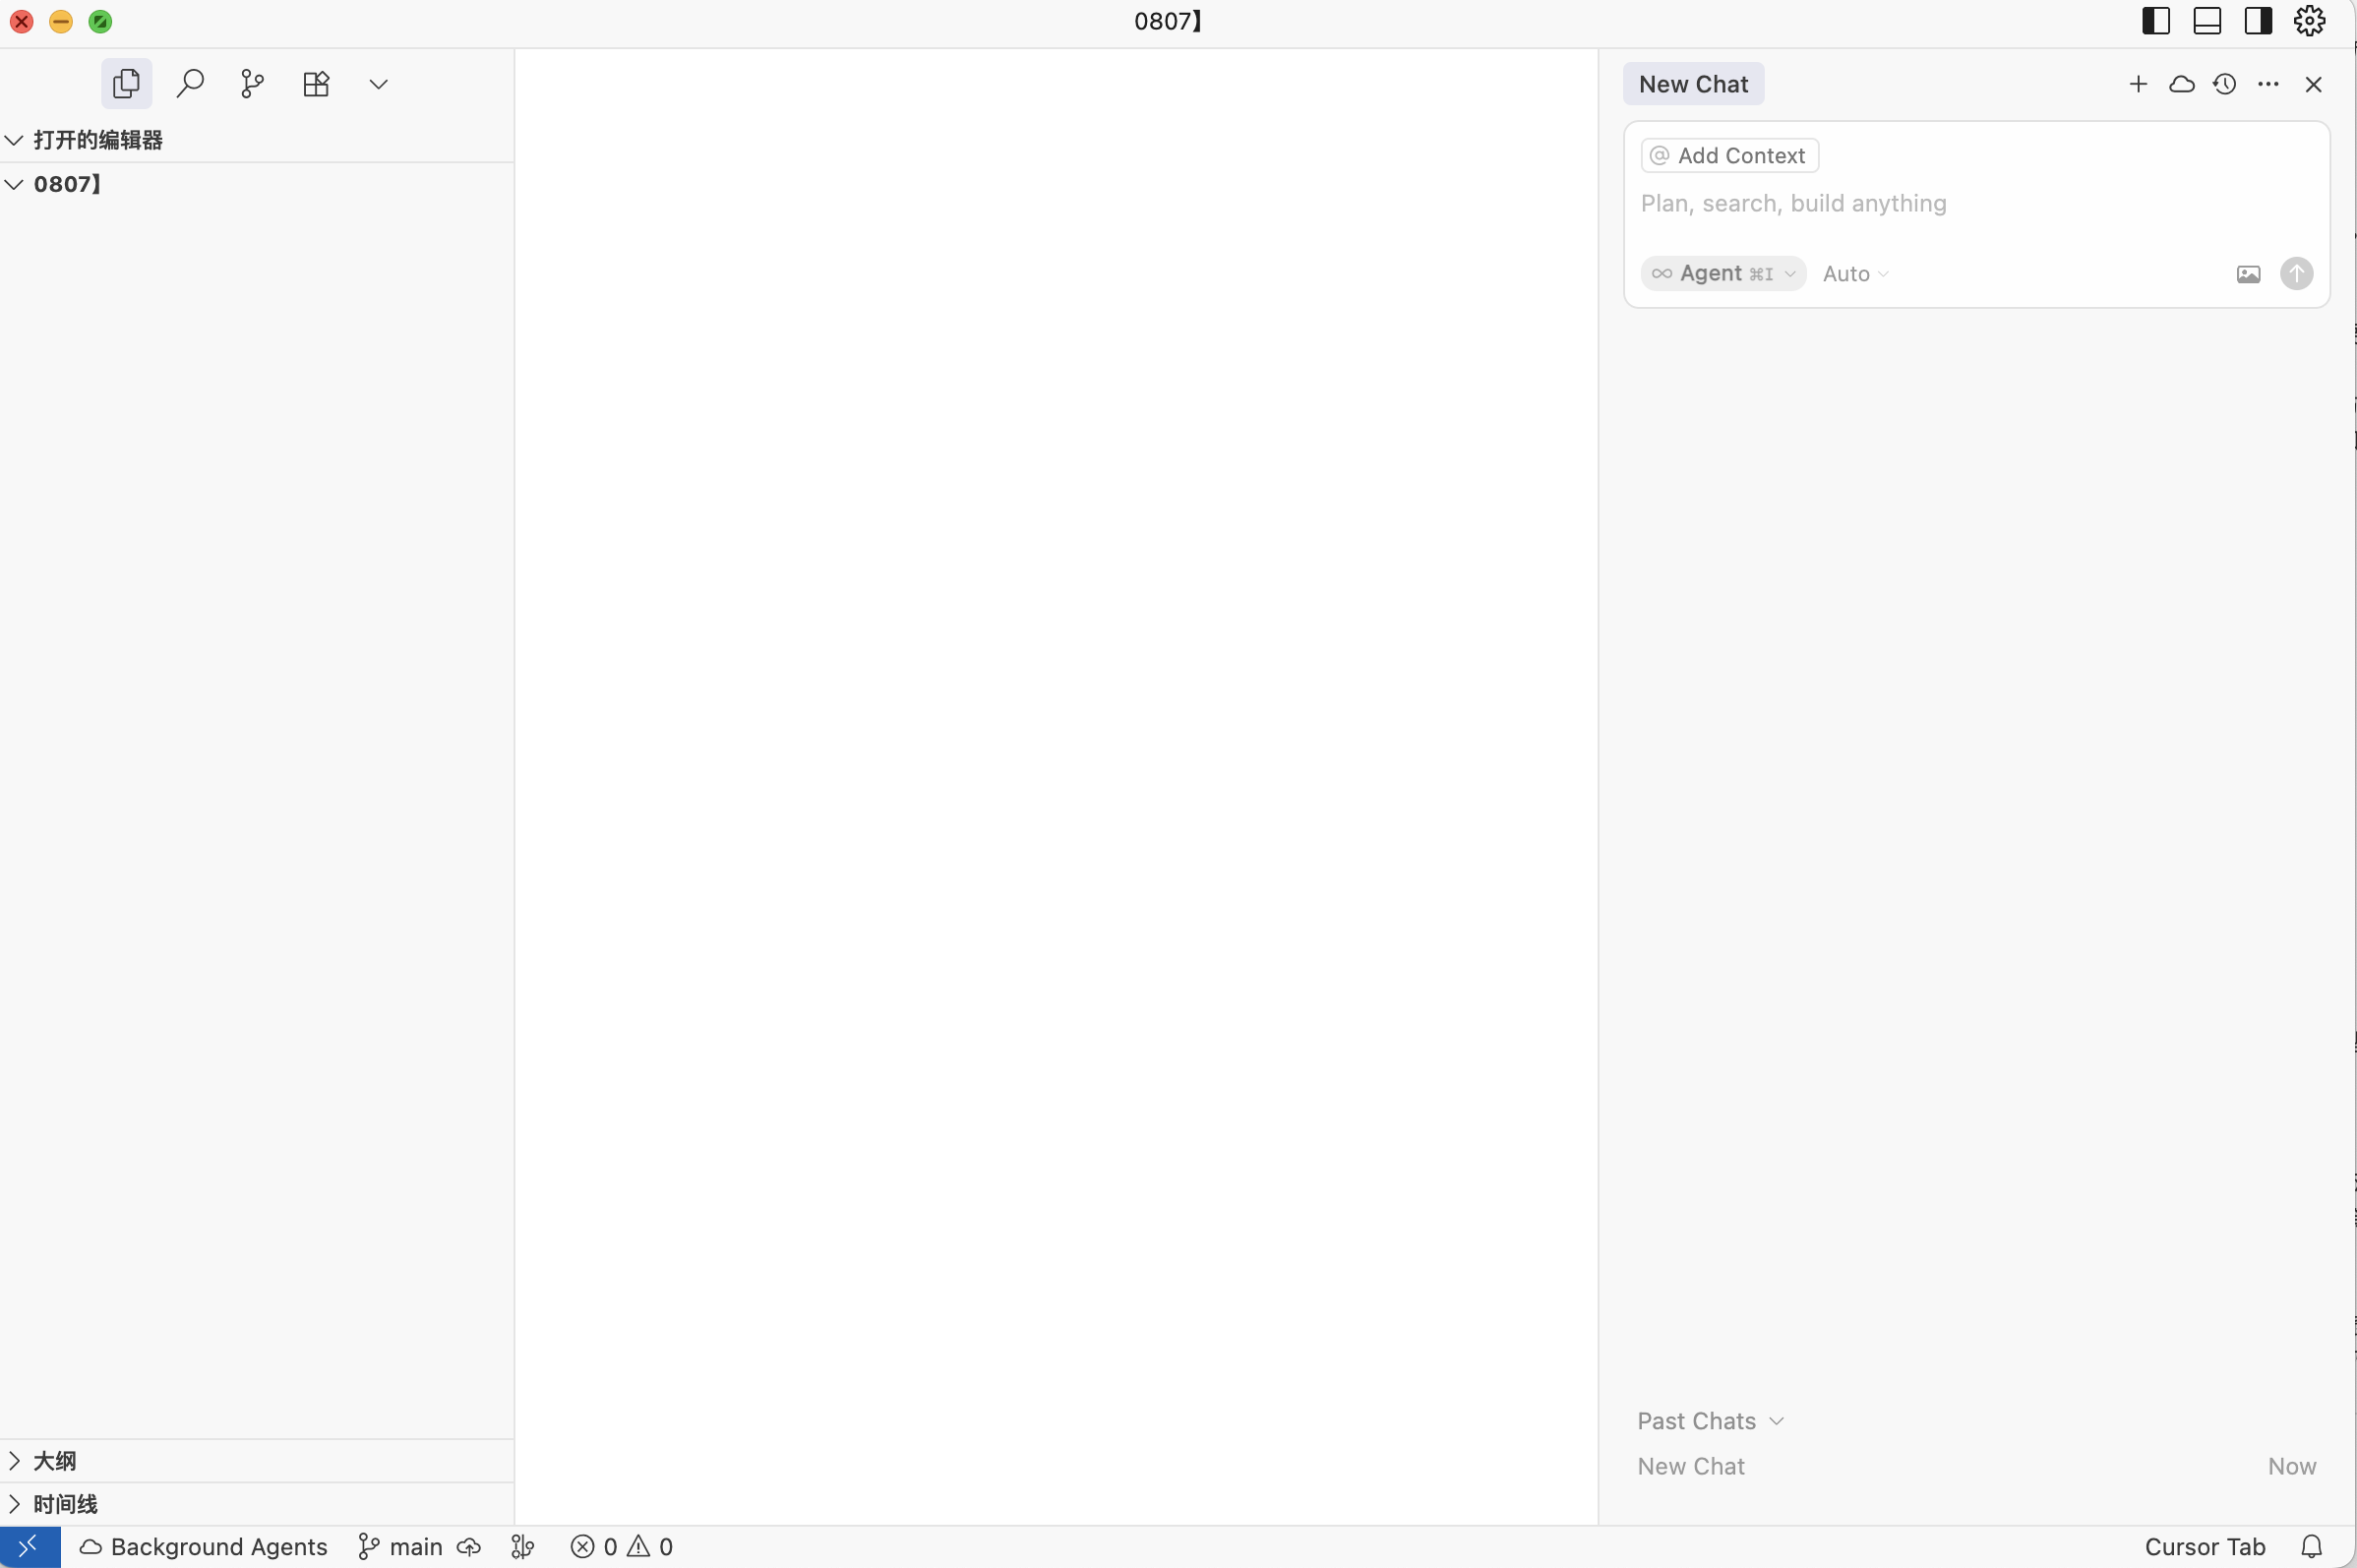 0807】
New Chat
打开的编辑器
0807】
@ Add Context
Plan, search, build anything
Agent ⌘I
Auto
Past Chats
New Chat
Now
大纲
时间线
Background Agents
main
0
0
Cursor Tab